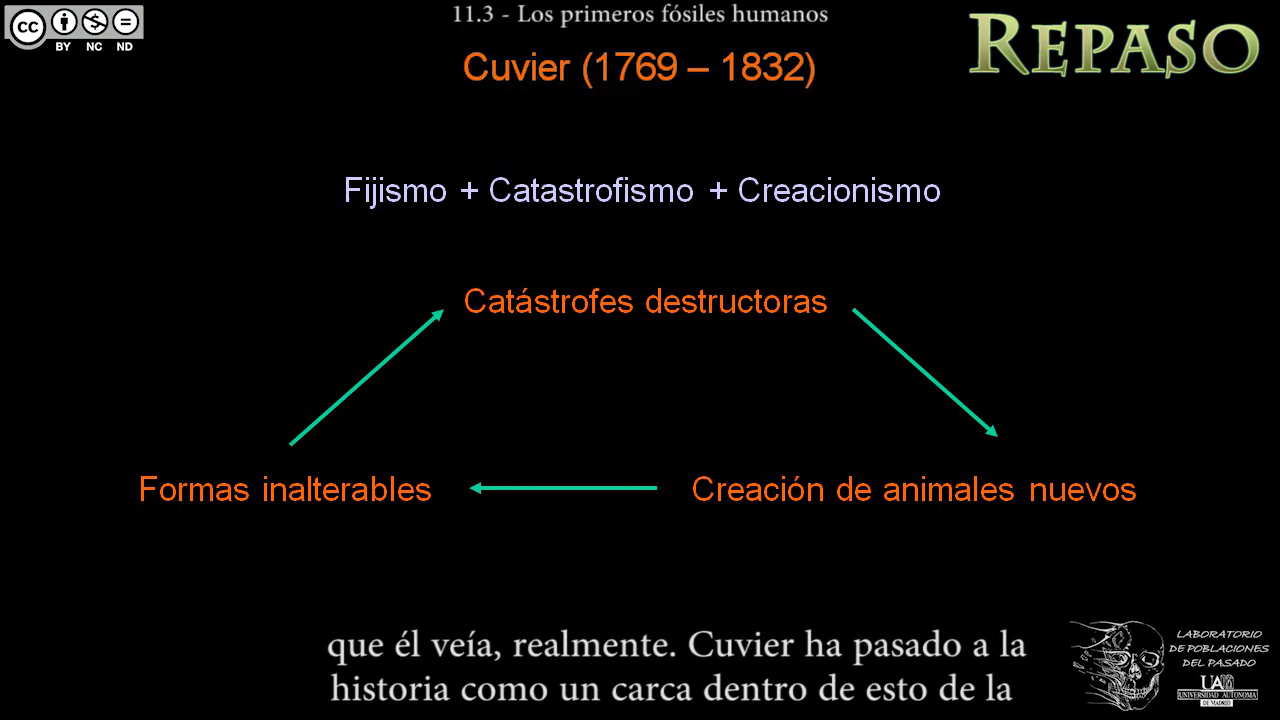 11.3 - Los primeros fósiles humanos
cc
BY NC ND
REPASO
Cuvier (1769 – 1832)
Fijismo + Catastrofismo + Creacionismo
Catástrofes destructoras
Formas inalterables
Creación de animales nuevos
que él veía, realmente. Cuvier ha pasado a la
historia como un carca dentro de esto de la
LABORATORIO
DE POBLACIONES
DEL PASADO
UAM
UNIVERSIDAD AUTONOMA
DE MADRID